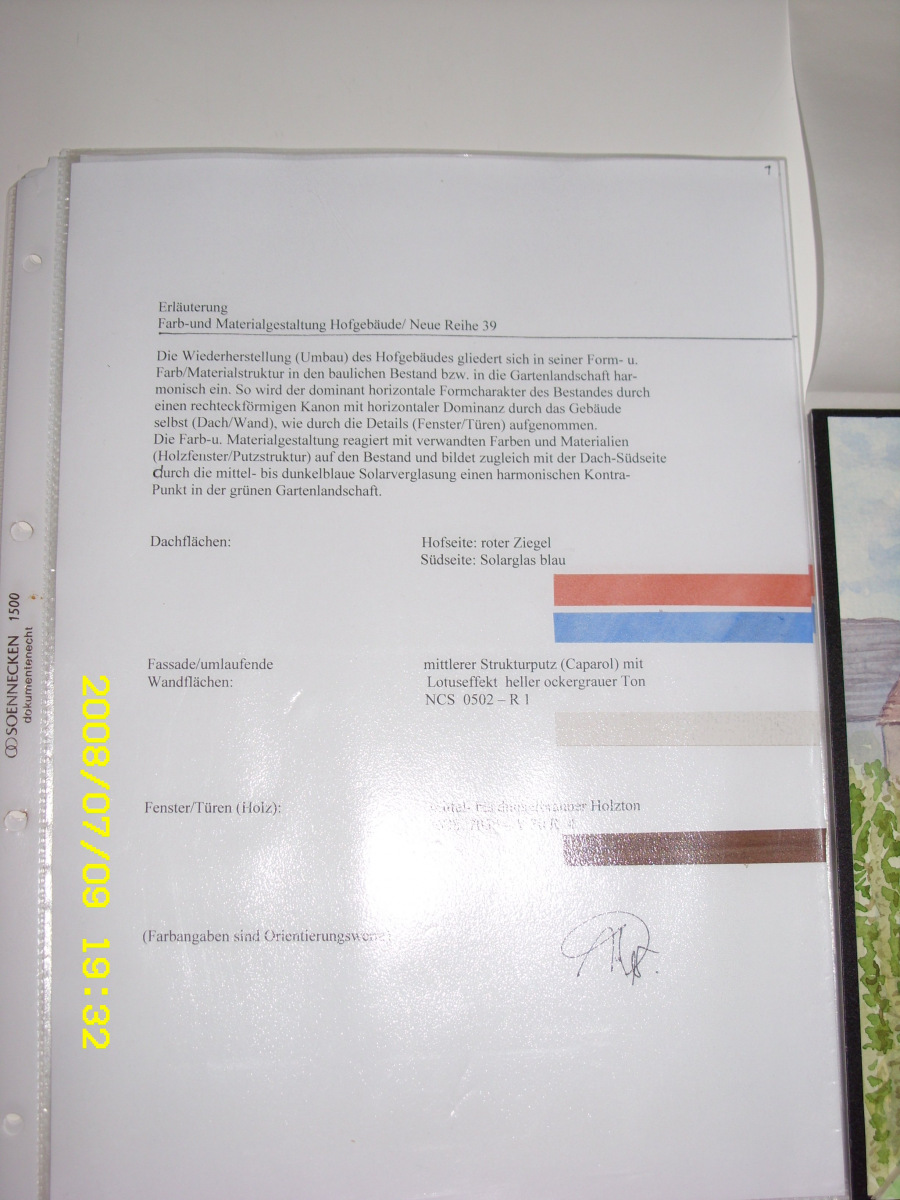 7
Erläuterung
Farb-und Materialgestaltung Hofgebäude/ Neue Reihe 39
Die Wiederherstellung (Umbau) des Hofgebäudes gliedert sich in seiner Form- u.
Farb/Materialstruktur in den baulichen Bestand bzw. in die Gartenlandschaft har-
monisch ein. So wird der dominant horizontale Formcharakter des Bestandes durch
einen rechteckförmigen Kanon mit horizontaler Dominanz durch das Gebäude
selbst (Dach/Wand), wie durch die Details (Fenster/Türen) aufgenommen.
Die Farb-u. Materialgestaltung reagiert mit verwandten Farben und Materialien
(Holzfenster/Putzstruktur) auf den Bestand und bildet zugleich mit der Dach-Südseite
durch die mittel- bis dunkelblaue Solarverglasung einen harmonischen Kontra-
Punkt in der grünen Gartenlandschaft.
Dachflächen: Hofseite: roter Ziegel
Südseite: Solarglas blau
Fassade/umlaufende mittlerer Strukturputz (Caparol) mit
Wandflächen: Lotuseffekt heller ockergrauer Ton
NCS 0502 – R 1
Fenster/Türen (Holz): Holzton
(Farbangaben sind Orientierungswerte)
SOENNECKEN 1500
dokumentenecht
2008/07/09 19:32